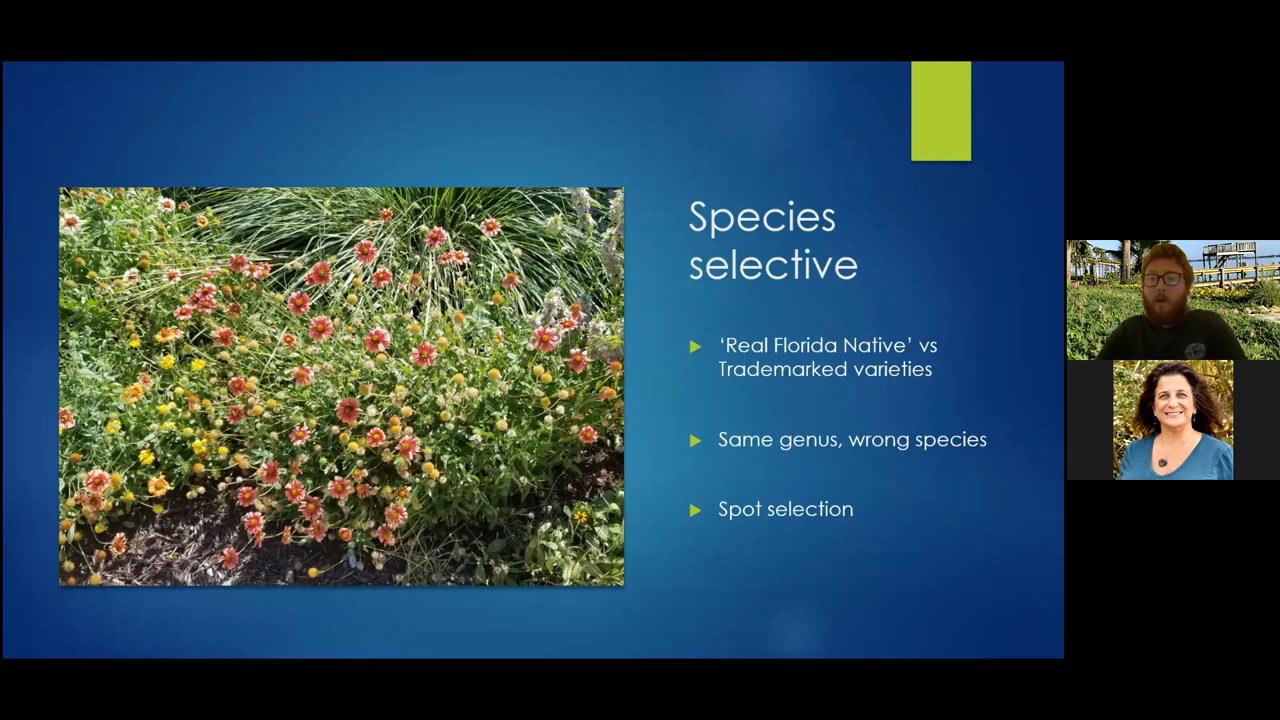 Species
selective
‘Real Florida Native’ vs
Trademarked varieties
Same genus, wrong species
Spot selection